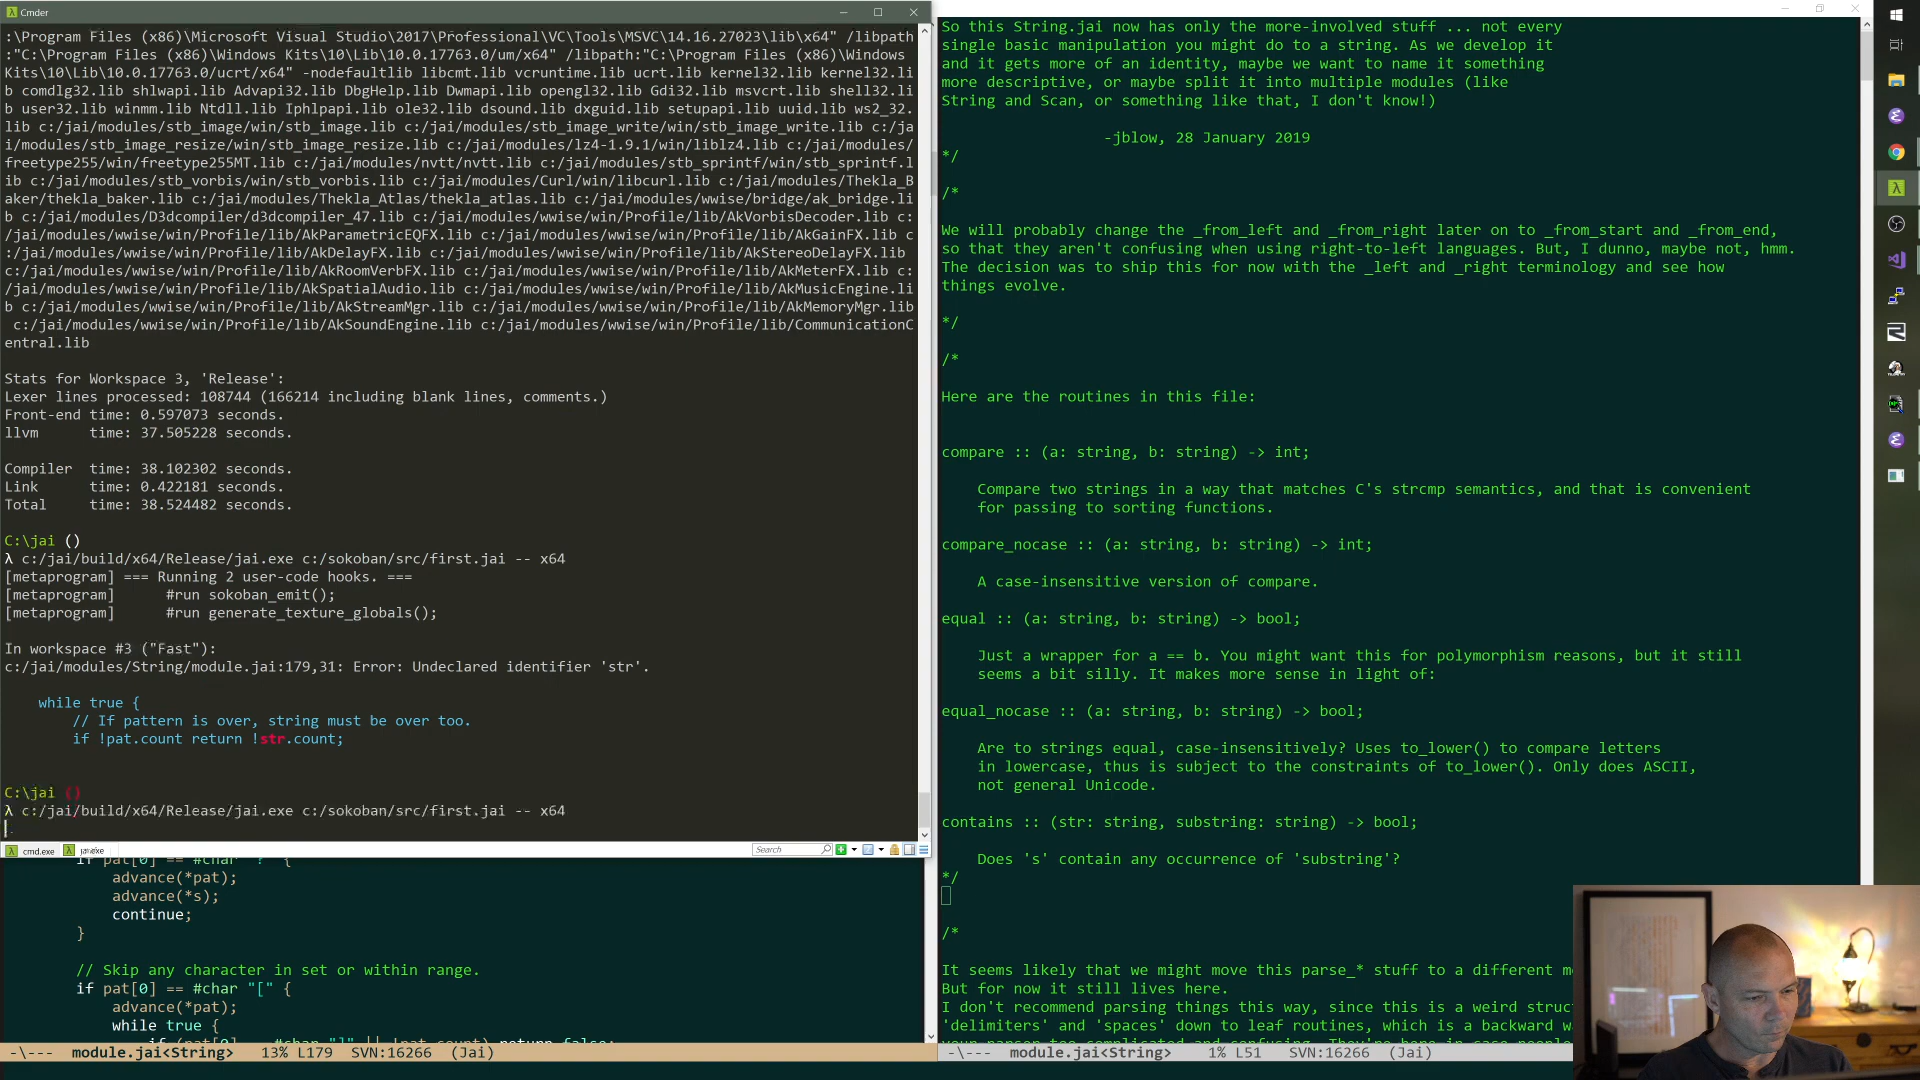 Cmder
:\Program Files (x86)\Microsoft Visual Studio\2017\Professional\VC\Tools\MSVC\14.16.27023\lib\x64" /libpath
:"C:\Program Files (x86)\Windows Kits\10\Lib\10.0.17763.0/um/x64" /libpath:"C:\Program Files (x86)\Windows 
Kits\10\Lib\10.0.17763.0/ucrt/x64" -nodefaultlib libcmt.lib vcruntime.lib ucrt.lib kernel32.lib kernel32.li
b comdlg32.lib shlwapi.lib Advapi32.lib DbgHelp.lib Dwmapi.lib opengl32.lib Gdi32.lib msvcrt.lib shell32.li
b user32.lib winmm.lib Ntdll.lib Iphlpapi.lib ole32.lib dsound.lib dxguid.lib setupapi.lib uuid.lib ws2_32.
lib c:/jai/modules/stb_image/win/stb_image.lib c:/jai/modules/stb_image_write/win/stb_image_write.lib c:/ja
i/modules/stb_image_resize/win/stb_image_resize.lib c:/jai/modules/lz4-1.9.1/win/liblz4.lib c:/jai/modules/
freetype255/win/freetype255MT.lib c:/jai/modules/nvtt/nvtt.lib c:/jai/modules/stb_sprintf/win/stb_sprintf.l
ib c:/jai/modules/stb_vorbis/win/stb_vorbis.lib c:/jai/modules/Curl/win/libcurl.lib c:/jai/modules/Thekla_B
aker/thekla_baker.lib c:/jai/modules/Thekla_Atlas/thekla_atlas.lib c:/jai/modules/wwise/bridge/ak_bridge.li
b c:/jai/modules/D3dcompiler/d3dcompiler_47.lib c:/jai/modules/wwise/win/Profile/lib/AkVorbisDecoder.lib c:
/jai/modules/wwise/win/Profile/lib/AkParametricEQFX.lib c:/jai/modules/wwise/win/Profile/lib/AkGainFX.lib c
:/jai/modules/wwise/win/Profile/lib/AkDelayFX.lib c:/jai/modules/wwise/win/Profile/lib/AkStereoDelayFX.lib 
c:/jai/modules/wwise/win/Profile/lib/AkRoomVerbFX.lib c:/jai/modules/wwise/win/Profile/lib/AkMeterFX.lib c:
/jai/modules/wwise/win/Profile/lib/AkSpatialAudio.lib c:/jai/modules/wwise/win/Profile/lib/AkMusicEngine.li
b c:/jai/modules/wwise/win/Profile/lib/AkStreamMgr.lib c:/jai/modules/wwise/win/Profile/lib/AkMemoryMgr.lib
c:/jai/modules/wwise/win/Profile/lib/AkSoundEngine.lib c:/jai/modules/wwise/win/Profile/lib/CommunicationC
entral.lib
Stats for Workspace 3, 'Release':
Lexer lines processed: 108744 (166214 including blank lines, comments.)
Front-end time: 0.597073 seconds.
llvm      time: 37.505228 seconds.
Compiler  time: 38.102302 seconds.
Link      time: 0.422181 seconds.
Total     time: 38.524482 seconds.
C:\jai ()
λ c:/jai/build/x64/Release/jai.exe c:/sokoban/src/first.jai -- x64
[metaprogram] === Running 2 user-code hooks. ===
[metaprogram]      #run sokoban_emit();
[metaprogram]      #run generate_texture_globals();
In workspace #3 ("Fast"):
c:/jai/modules/String/module.jai:179,31: Error: Undeclared identifier 'str'.
while true {
// If pattern is over, string must be over too.
if !pat.count return !str.count;
C:\jai ()
λ c:/jai/build/x64/Release/jai.exe c:/sokoban/src/first.jai -- x64
cmd.exe
Search
if pat[0] == #char "?" {
advance(*pat);
advance(*s);
continue;
}
// Skip any character in set or within range.
if pat[0] == #char "[" {
advance(*pat);
while true {
-\--- module.jai<String> 13% L179 SVN:16266 (Jai)
So this String.jai now has only the more-involved stuff ... not every
single basic manipulation you might do to a string. As we develop it
and it gets more of an identity, maybe we want to name it something
more descriptive, or maybe split it into multiple modules (like
String and Scan, or something like that, I don't know!)
-jblow, 28 January 2019
*/
/*
We will probably change the _from_left and _from_right later on to _from_start and _from_end,
so that they aren't confusing when using right-to-left languages. But, I dunno, maybe not, hmm.
The decision was to ship this for now with the _left and _right terminology and see how
things evolve.
*/
/*
Here are the routines in this file:
compare :: (a: string, b: string) -> int;
Compare two strings in a way that matches C's strcmp semantics, and that is convenient
for passing to sorting functions.
compare_nocase :: (a: string, b: string) -> int;
A case-insensitive version of compare.
equal :: (a: string, b: string) -> bool;
Just a wrapper for a == b. You might want this for polymorphism reasons, but it still
seems a bit silly. It makes more sense in light of:
equal_nocase :: (a: string, b: string) -> bool;
Are to strings equal, case-insensitively? Uses to_lower() to compare letters
in lowercase, thus is subject to the constraints of to_lower(). Only does ASCII,
not general Unicode.
contains :: (str: string, substring: string) -> bool;
Does 's' contain any occurrence of 'substring'?
*/
/*
It seems likely that we might move this parse_* stuff to a different m
But for now it still lives here.
I don't recommend parsing things this way, since this is a weird struct
'delimiters' and 'spaces' down to leaf routines, which is a backward w
-\--- module.jai<String> 1% L51 SVN:16266 (Jai)